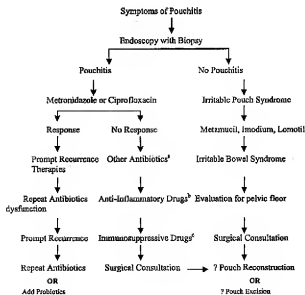 Symptoms of Pouchitis
Endoscopy with Biopsy
Pouchitis No Pouchitis
Metronidazole or Ciprofloxacin Irritable Pouch Syndrome
Response No Response Metamucil, Imodium, Lomotil
Prompt Recurrence Other Antibiotics^a Irritable Bowel Syndrome
Therapies
Repeat Antibiotics Anti-Inflammatory Drugs^b Evaluation for pelvic floor
dysfunction
Prompt Recurrence Immunosuppressive Drugs^c Surgical Consultation
Repeat Antibiotics Surgical Consultation ? Pouch Reconstruction
OR OR
Add Probiotics ? Pouch Excision